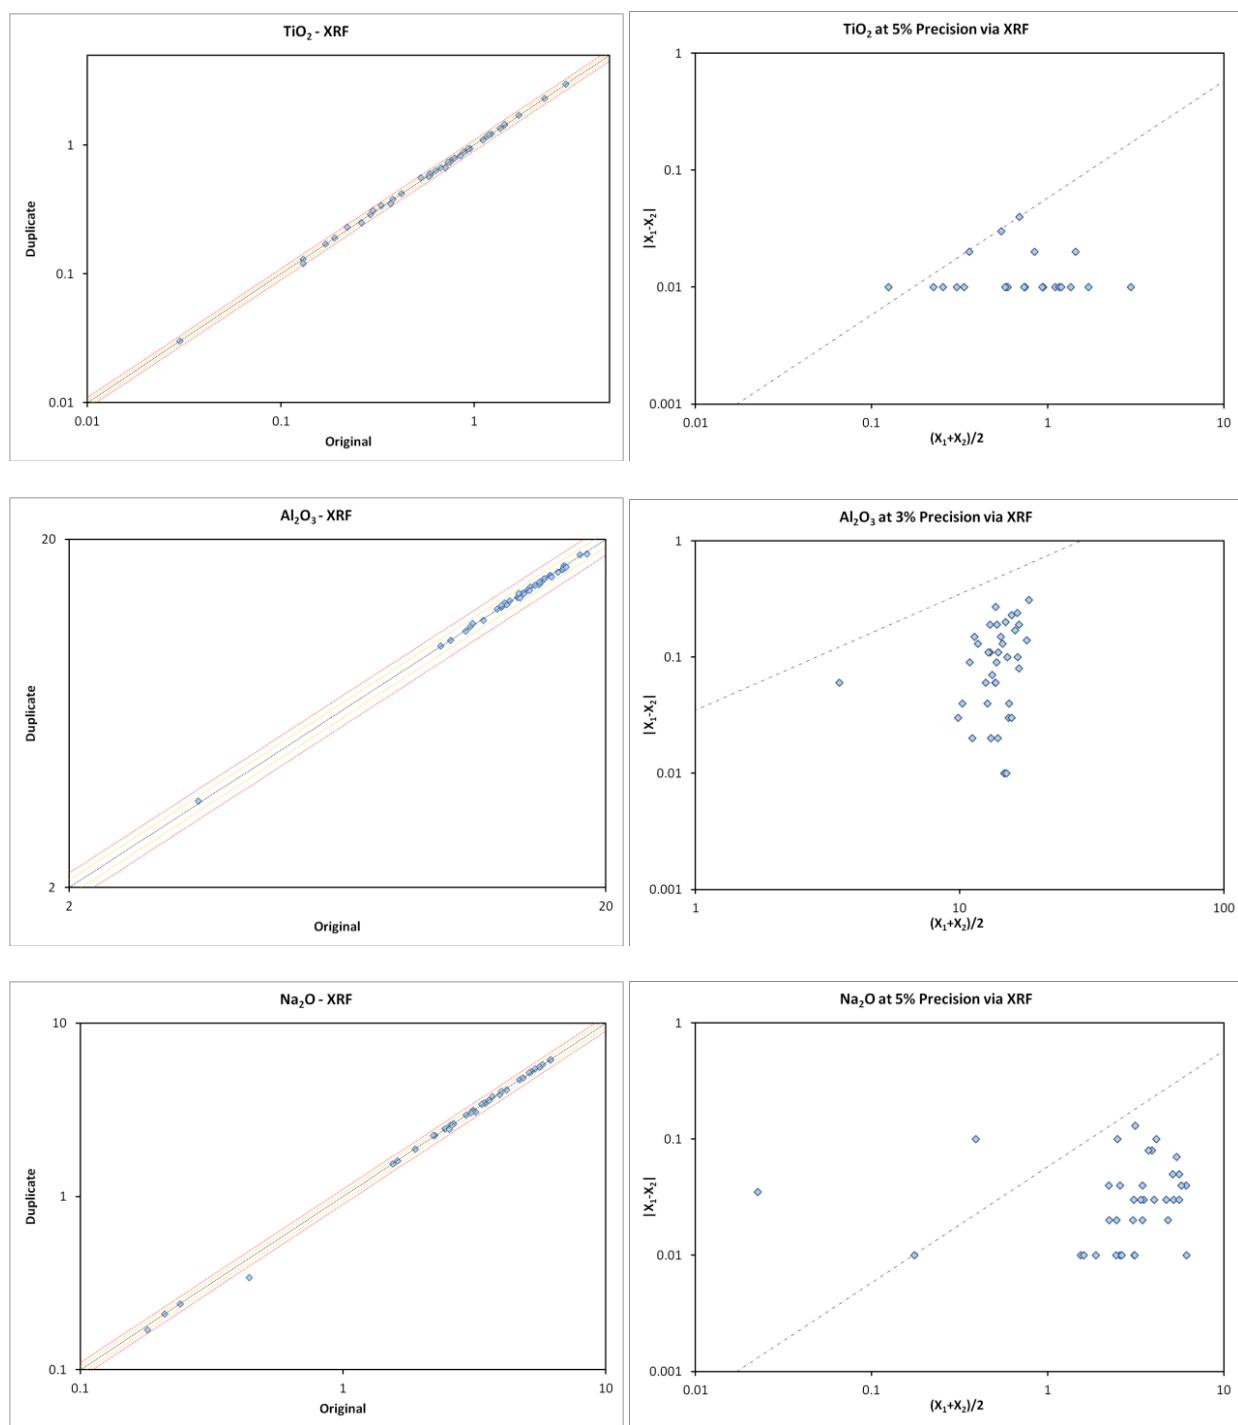 TiO₂ - XRF
Duplicate
1
0.1
0.01
0.01
0.1
1
Original
TiO₂ at 5% Precision via XRF
|X₁-X₂|
1
0.1
0.01
0.001
0.01
0.1
1
10
(X₁+X₂)/2
Al₂O₃ - XRF
Duplicate
20
2
2
20
Original
Al₂O₃ at 3% Precision via XRF
|X₁-X₂|
1
0.1
0.01
0.001
1
10
100
(X₁+X₂)/2
Na₂O - XRF
Duplicate
10
1
0.1
0.1
1
10
Original
Na₂O at 5% Precision via XRF
|X₁-X₂|
1
0.1
0.01
0.001
0.01
0.1
1
10
(X₁+X₂)/2